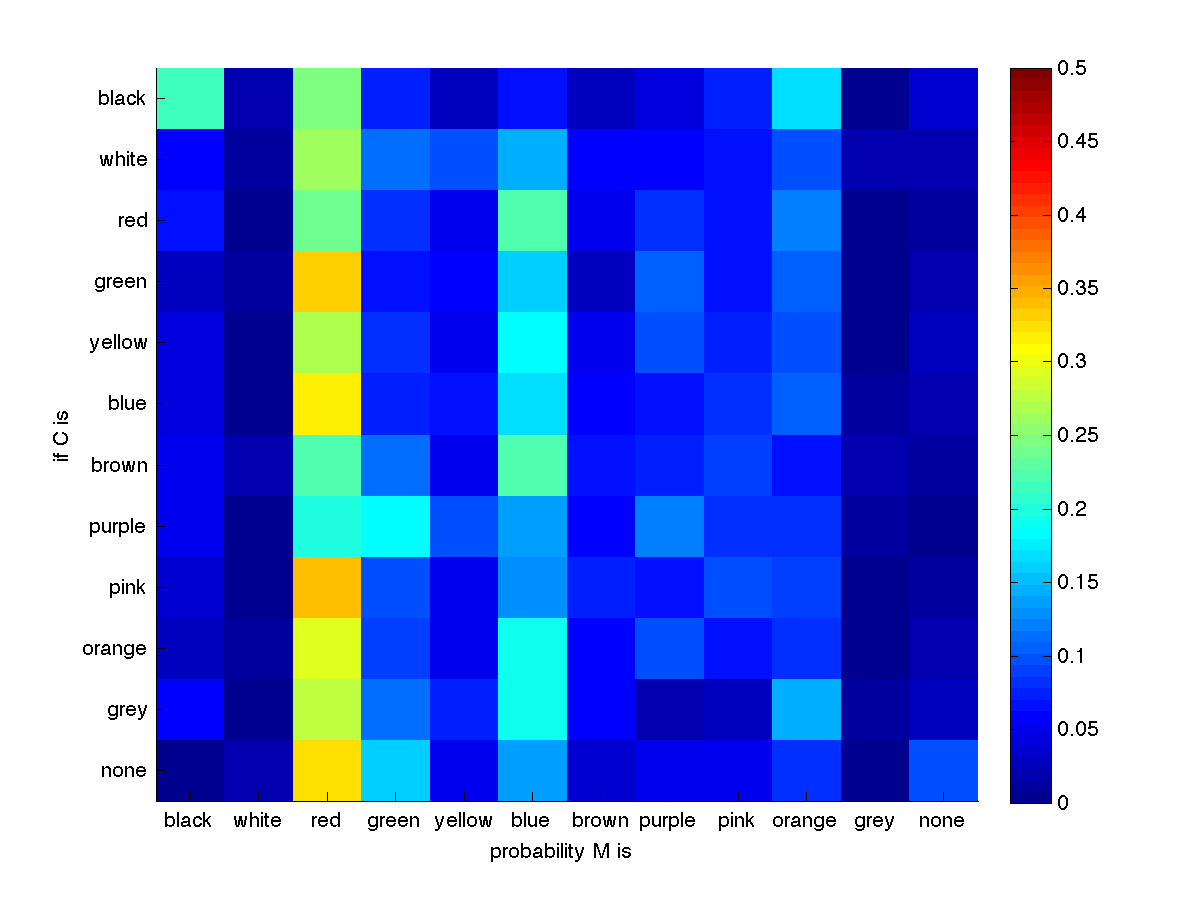 black
white
red
green
yellow
blue
brown
purple
pink
orange
grey
none
if C is
black white red green yellow blue brown purple pink orange grey none
probability M is
0.5
0.45
0.4
0.35
0.3
0.25
0.2
0.15
0.1
0.05
0